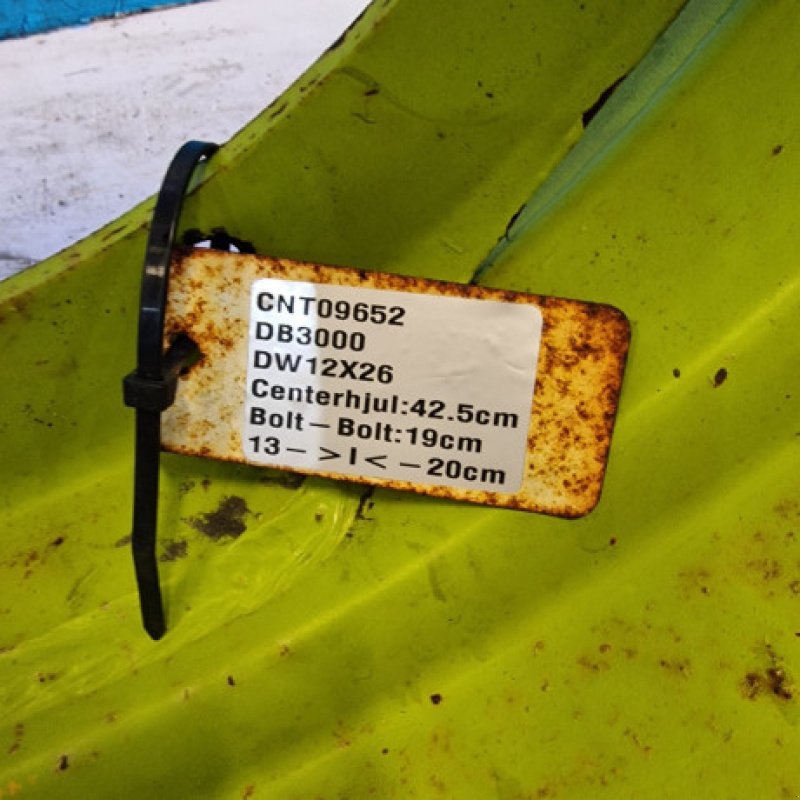 CNT09652
DB3000
DW12X26
Centerhjul:42.5cm
Bolt-Bolt:19cm
13- >I< -20cm